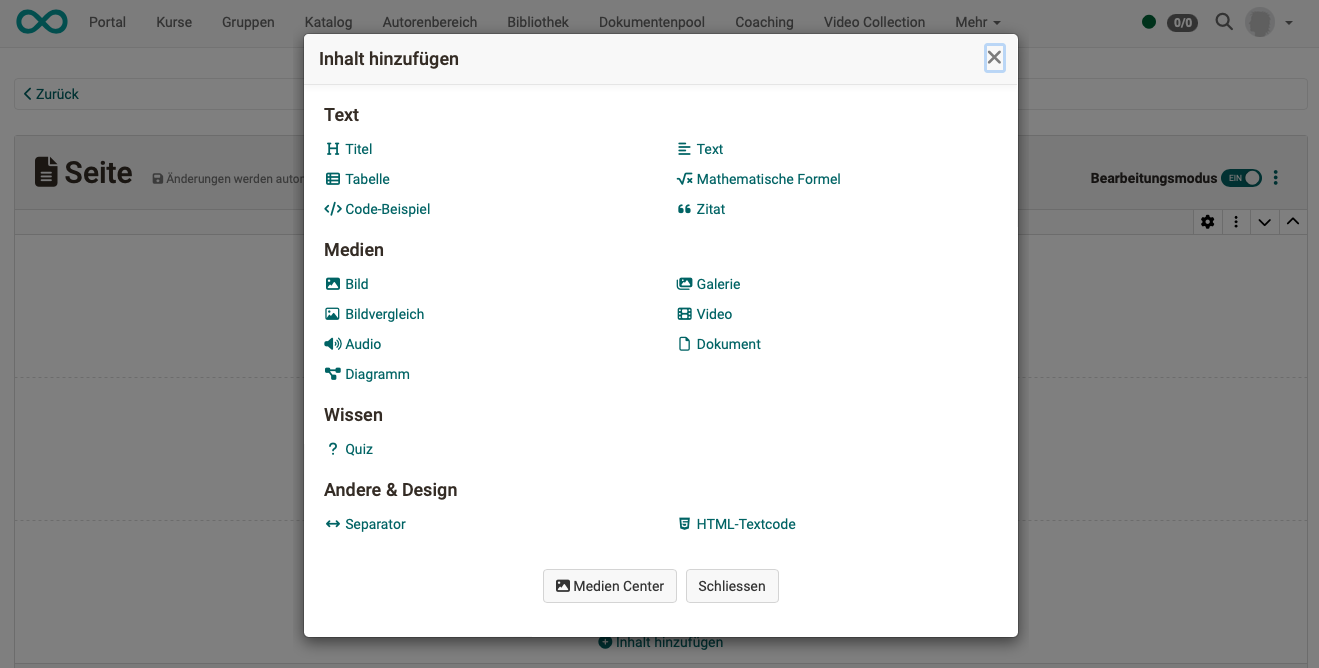 Portal Kurse Gruppen Katalog Autorenbereich Bibliothek Dokumentenpool Coaching Video Collection Mehr 0/0
Inhalt hinzufügen
Zurück
Text
Titel Text
Seite Änderungen werden autor
Tabelle Mathematische Formel
Bearbeitungsmodus EIN
Code-Beispiel Zitat
Medien
Bild Galerie
Bildvergleich Video
Audio Dokument
Diagramm
Wissen
Quiz
Andere & Design
Separator HTML-Textcode
Medien Center Schliessen
Inhalt hinzufügen